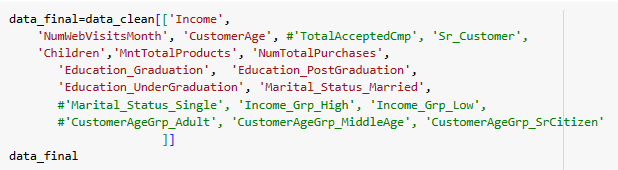 data_final=data_clean[['Income',
'NumWebVisitsMonth', 'CustomerAge', #'TotalAcceptedCmp', 'Sr_Customer',
'Children','MntTotalProducts', 'NumTotalPurchases',
'Education_Graduation', 'Education_PostGraduation',
'Education_UnderGraduation', 'Marital_Status_Married',
#'Marital_Status_Single', 'Income_Grp_High', 'Income_Grp_Low',
#'CustomerAgeGrp_Adult', 'CustomerAgeGrp_MiddleAge', 'CustomerAgeGrp_SrCitizen'
]]
data_final